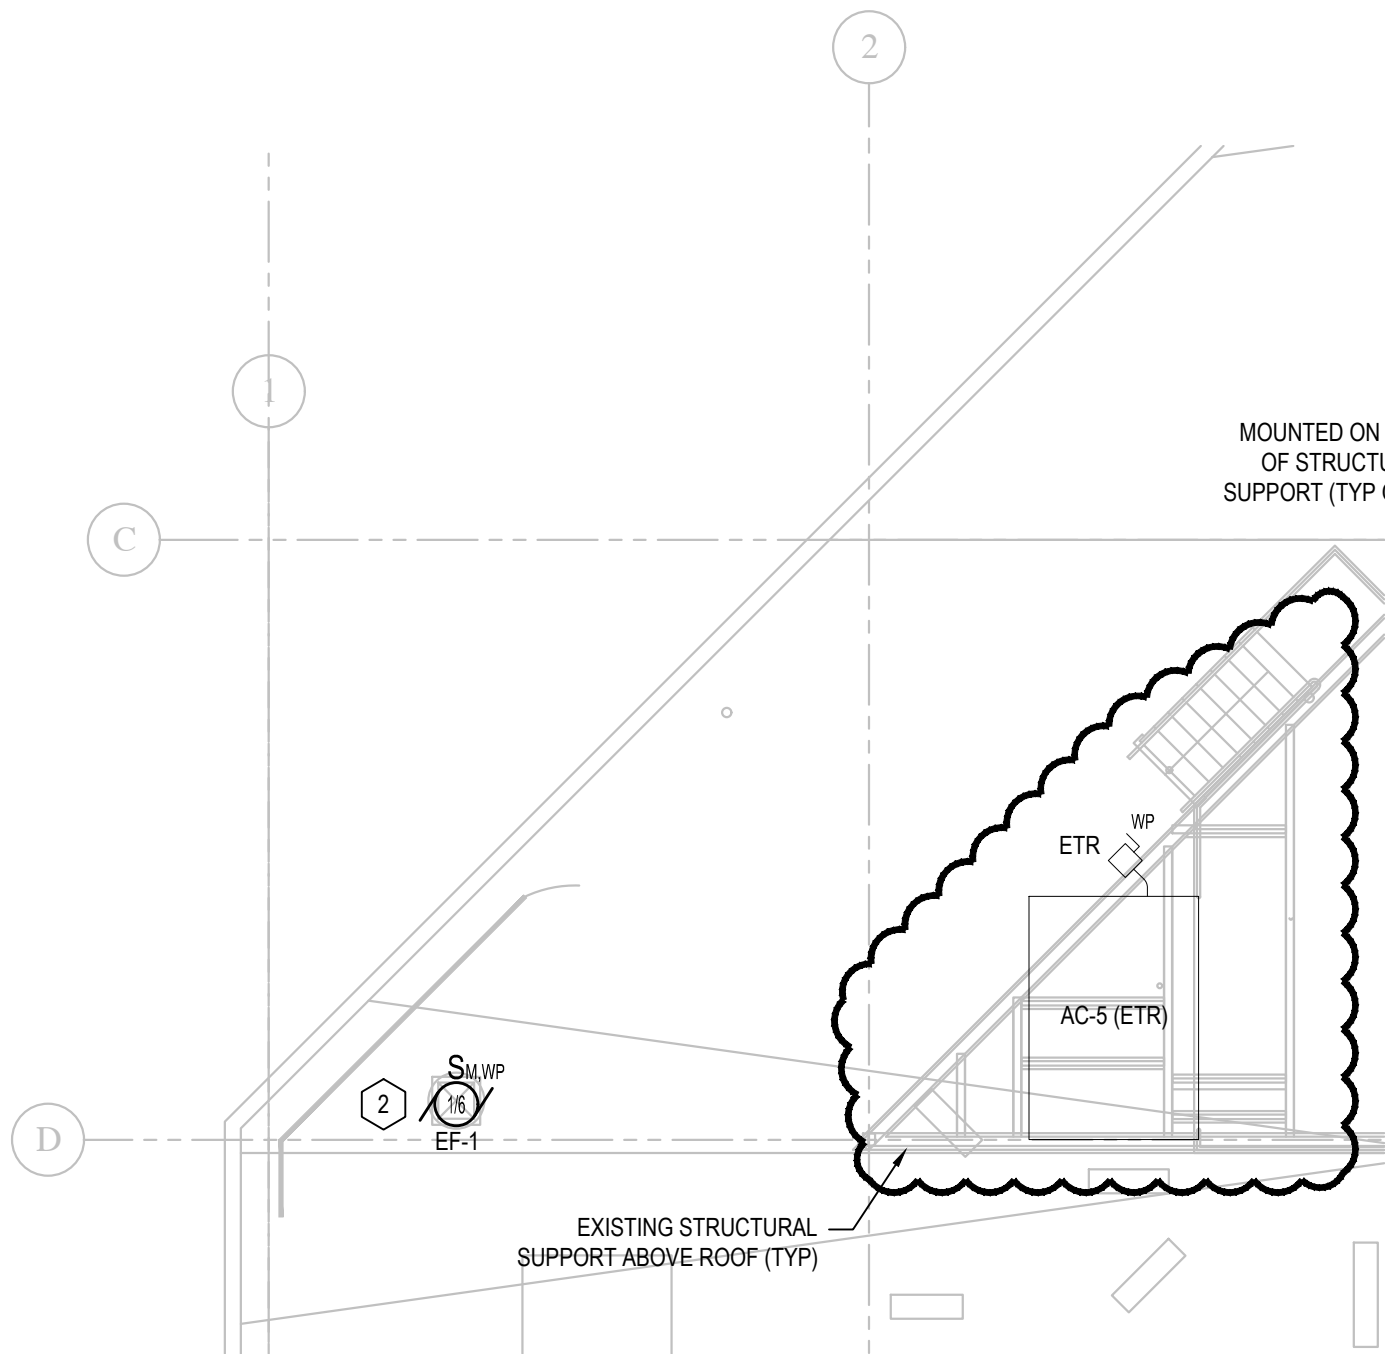 2
1
MOUNTED ON
OF STRUCTU
SUPPORT (TYP
C
WP
ETR
AC-5 (ETR)
SM,WP
2
1/6
EF-1
D
EXISTING STRUCTURAL
SUPPORT ABOVE ROOF (TYP)